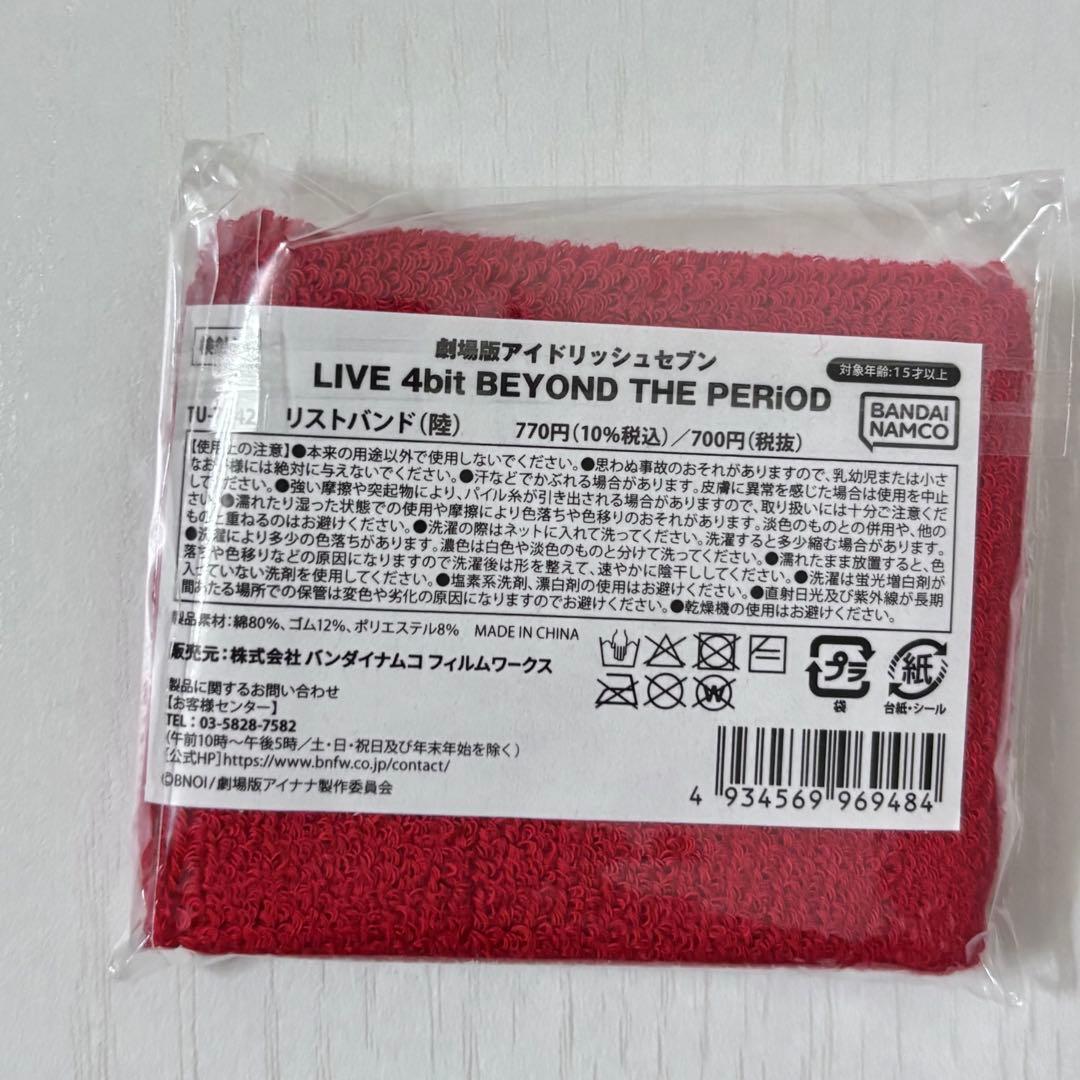 劇場版アイドリッシュセブン
LIVE 4bit BEYOND THE PERiOD
対象年齢:15才以上
BANDAI
NAMCO
リストバンド(陸) 770円(10%税込)/700円(税抜)
【使用上の注意】●本来の用途以外で使用しないでください。●思わぬ事故のおそれがありますので、乳幼児または小さ
なお子様には絶対に与えないでください。●汗などでかぶれる場合があります。皮膚に異常を感じた場合は使用を中止
してください。●強い摩擦や突起物により、パイル糸が引き出される場合がありますので、取り扱いには十分ご注意くだ
さい。●濡れたり湿った状態での使用や摩擦により色落ちや色移りのおそれがあります。淡色のものとの併用や、他の
ものと重ねるのはお避けください。●洗濯の際はネットに入れて洗ってください。洗濯すると多少縮む場合があります。
●洗濯により多少の色落ちがあります。濃色は白色や淡色のものと分けて洗ってください。●濡れたまま放置すると、色
落ちや色移りなどの原因になりますので洗濯後は形を整えて、速やかに陰干ししてください。●洗濯は蛍光増白剤が
入っていない洗剤を使用してください。●塩素系洗剤、漂白剤の使用はお避けください。●直射日光及び紫外線が長期
間あたる場所での保管は変色や劣化の原因になりますのでお避けください。●乾燥機の使用はお避けください。
製品素材:綿80%、ゴム12%、ポリエステル8% MADE IN CHINA
販売元:株式会社 バンダイナムコ フィルムワークス
製品に関するお問い合わせ
【お客様センター】
TEL:03-5828-7582
(午前10時～午後5時/土・日・祝日及び年末年始を除く)
[公式HP]https://www.bnfw.co.jp/contact/
©BNOI/劇場版アイナナ製作委員会
W
プラ
袋
紙
台紙・シール
4 934569 969484